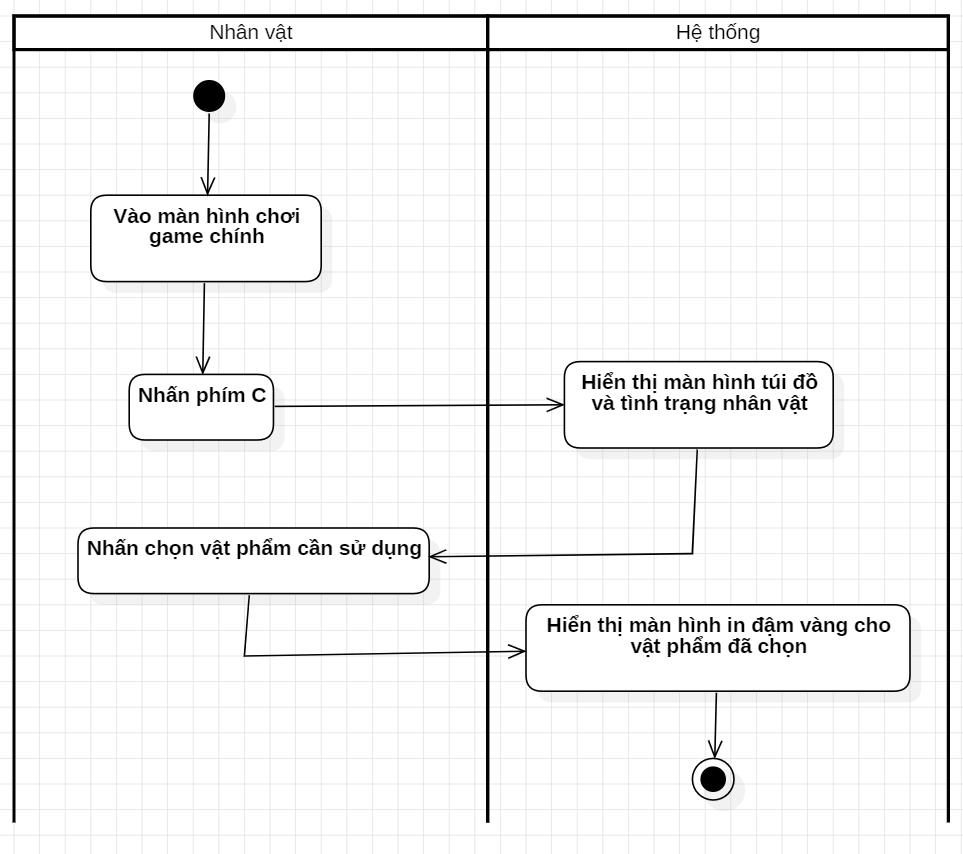 Nhân vật
Hệ thống
Vào màn hình chơi
game chính
Nhấn phím C
Hiển thị màn hình túi đồ
và tình trạng nhân vật
Nhấn chọn vật phẩm cần sử dụng
Hiển thị màn hình in đậm vàng cho
vật phẩm đã chọn